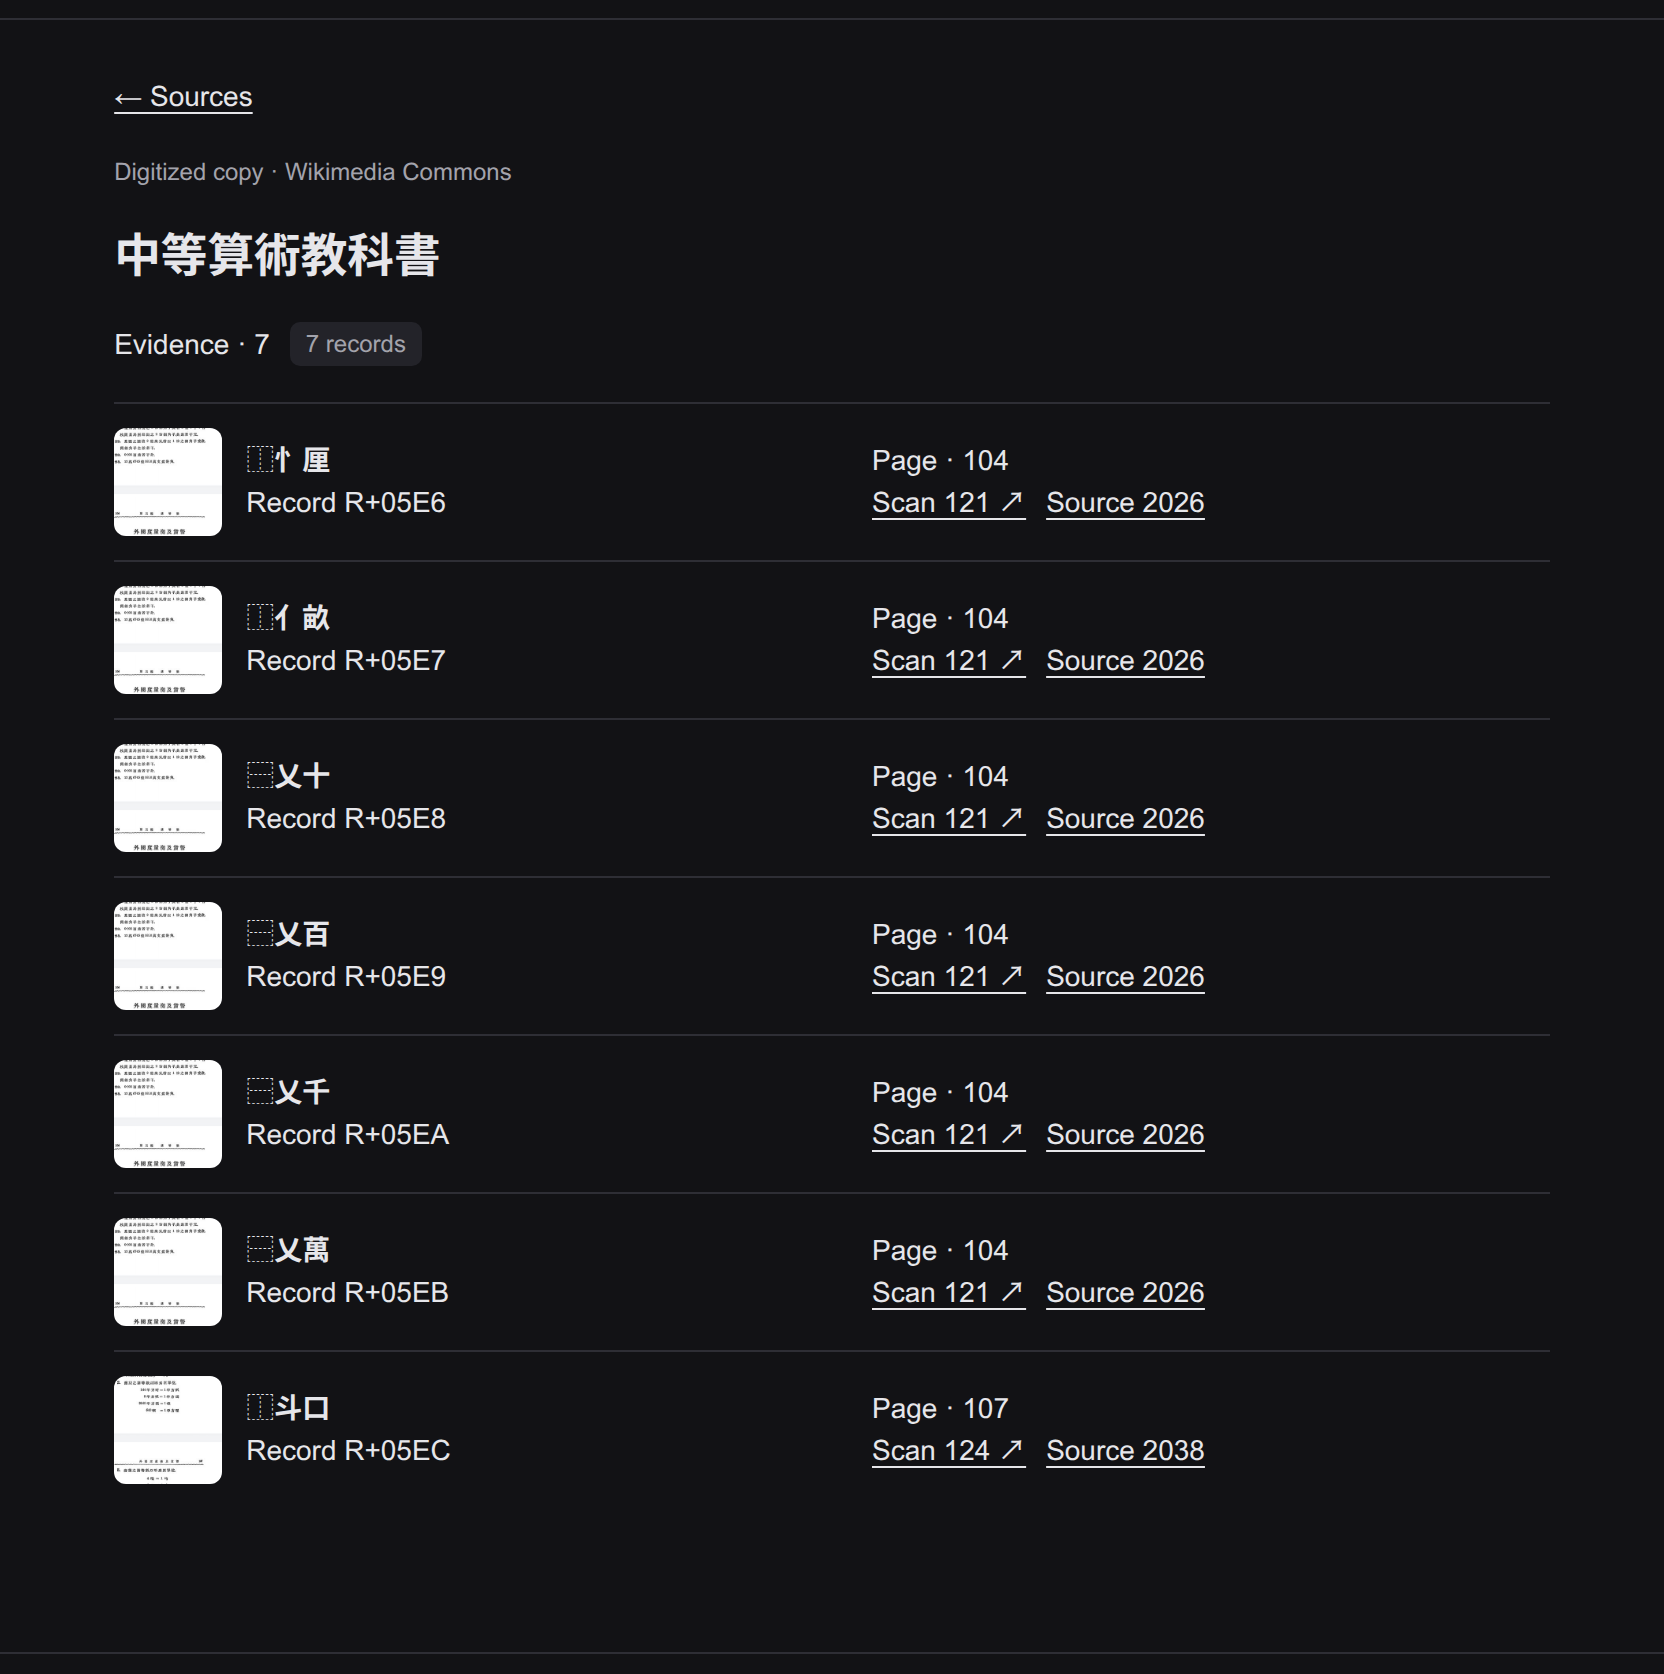 ← Sources
Digitized copy · Wikimedia Commons
中等算術教科書
Evidence · 7 7 records
⿰忄厘
Record R+05E6
Page · 104
Scan 121 ↗ Source 2026
⿰亻畝
Record R+05E7
Page · 104
Scan 121 ↗ Source 2026
⿱㐅十
Record R+05E8
Page · 104
Scan 121 ↗ Source 2026
⿱㐅百
Record R+05E9
Page · 104
Scan 121 ↗ Source 2026
⿱㐅千
Record R+05EA
Page · 104
Scan 121 ↗ Source 2026
⿱㐅萬
Record R+05EB
Page · 104
Scan 121 ↗ Source 2026
⿰斗口
Record R+05EC
Page · 107
Scan 124 ↗ Source 2038